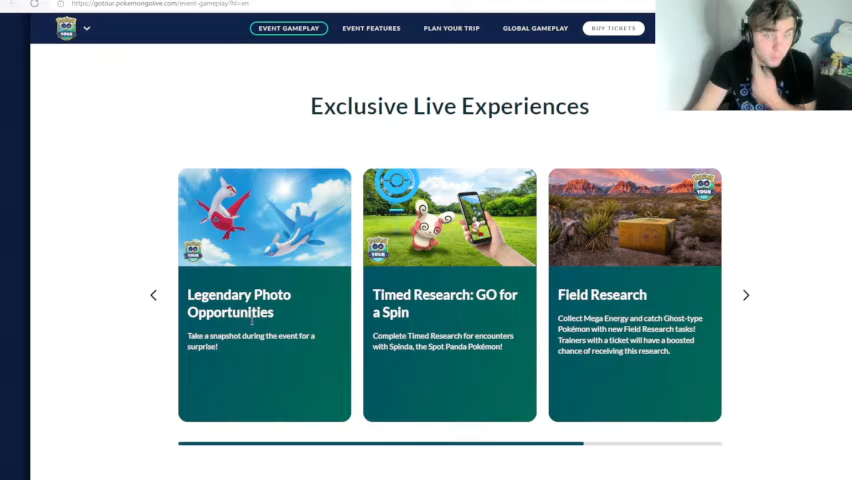 https://gotour.pokemongolive.com/event-gameplay?hl=en
EVENT GAMEPLAY
EVENT FEATURES
PLAN YOUR TRIP
GLOBAL GAMEPLAY
BUY TICKETS
Exclusive Live Experiences
Legendary Photo
Opportunities
Take a snapshot during the event for a
surprise!
Timed Research: GO for
a Spin
Complete Timed Research for encounters
with Spinda, the Spot Panda Pokémon!
Field Research
Collect Mega Energy and catch Ghost-type
Pokémon with new Field Research tasks!
Trainers with a ticket will have a boosted
chance of receiving this research.